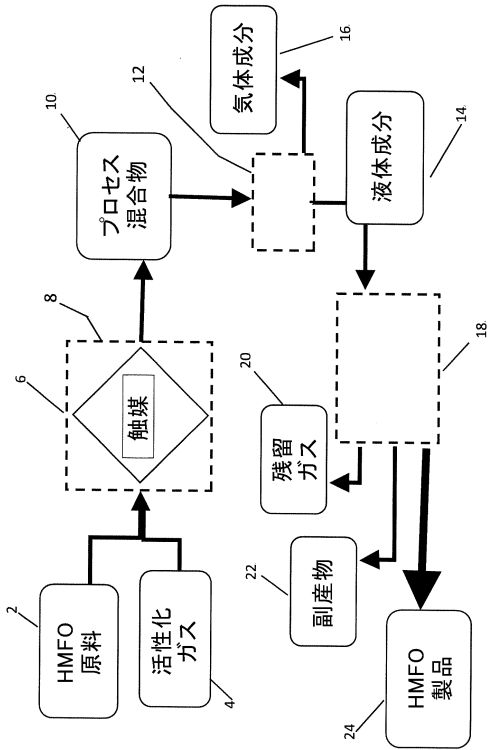 2
HMFO
原料
4
活性化
ガス
6
8
触媒
10
プロセス
混合物
12
16
気体成分
14
液体成分
18
20
残留
ガス
22
副産物
24
HMFO
製品